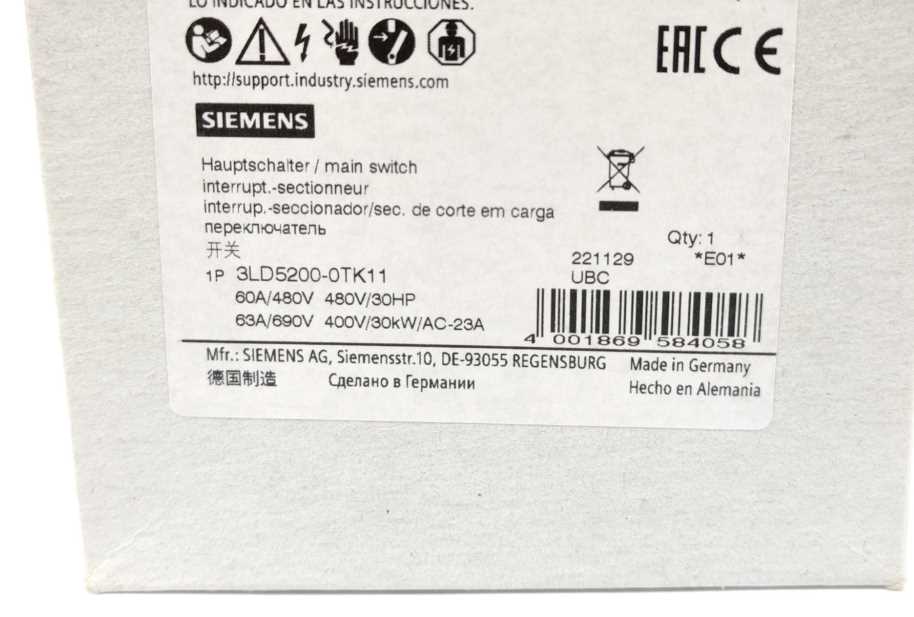 LO INDICADO EN LAS INSTRUCCIONES.
EAC CE
http://support.industry.siemens.com
SIEMENS
Hauptschalter / main switch
interrupt.-sectionneur
interrup.-seccionador/sec. de corte em carga
переключатель
开关
Qty: 1
221129 *E01*
UBC
1P 3LD5200-0TK11
60A/480V 480V/30HP
63A/690V 400V/30kW/AC-23A
4 001869 584058
Mfr.: SIEMENS AG, Siemensstr.10, DE-93055 REGENSBURG
Made in Germany
德国制造 Сделано в Германии
Hecho en Alemania